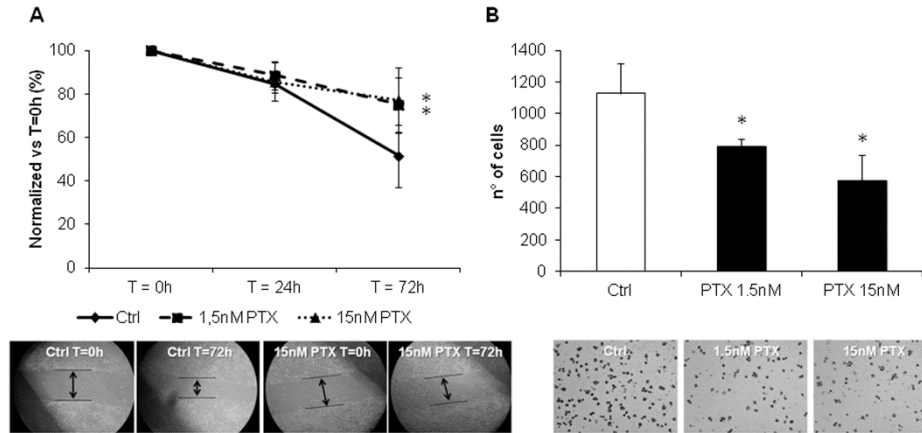 A
Normalized vs T=0h (%)
100
80
60
40
20
0
*
*
T = 0h T = 24h T = 72h
Ctrl 1,5nM PTX 15nM PTX
Ctrl T=0h Ctrl T=72h 15nM PTX T=0h 15nM PTX T=72h
B
n° of cells
1400
1200
1000
800
600
400
200
0
* *
Ctrl PTX 1.5nM PTX 15nM
Ctrl 1.5nM PTX 15nM PTX